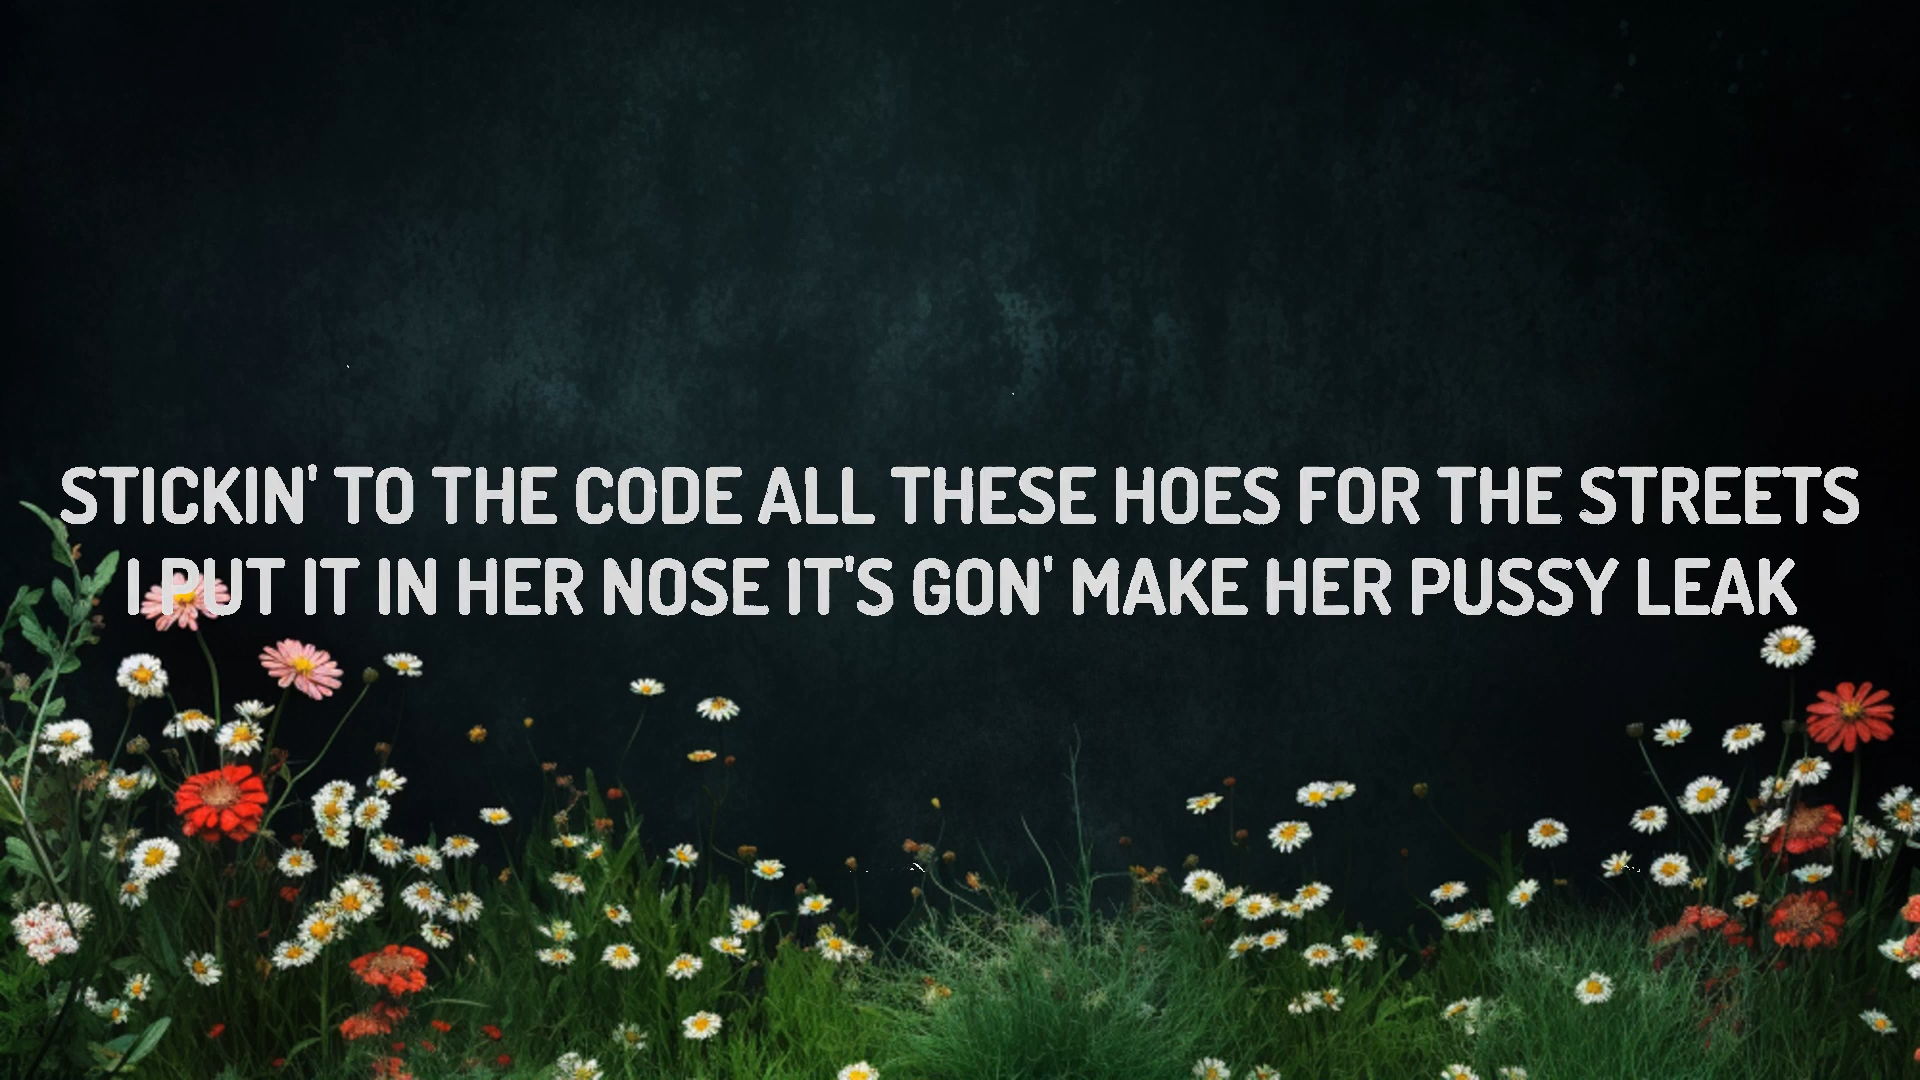 STICKIN' TO THE CODE ALL THESE HOES FOR THE STREETS
I PUT IT IN HER NOSE IT'S GON' MAKE HER PUSSY LEAK